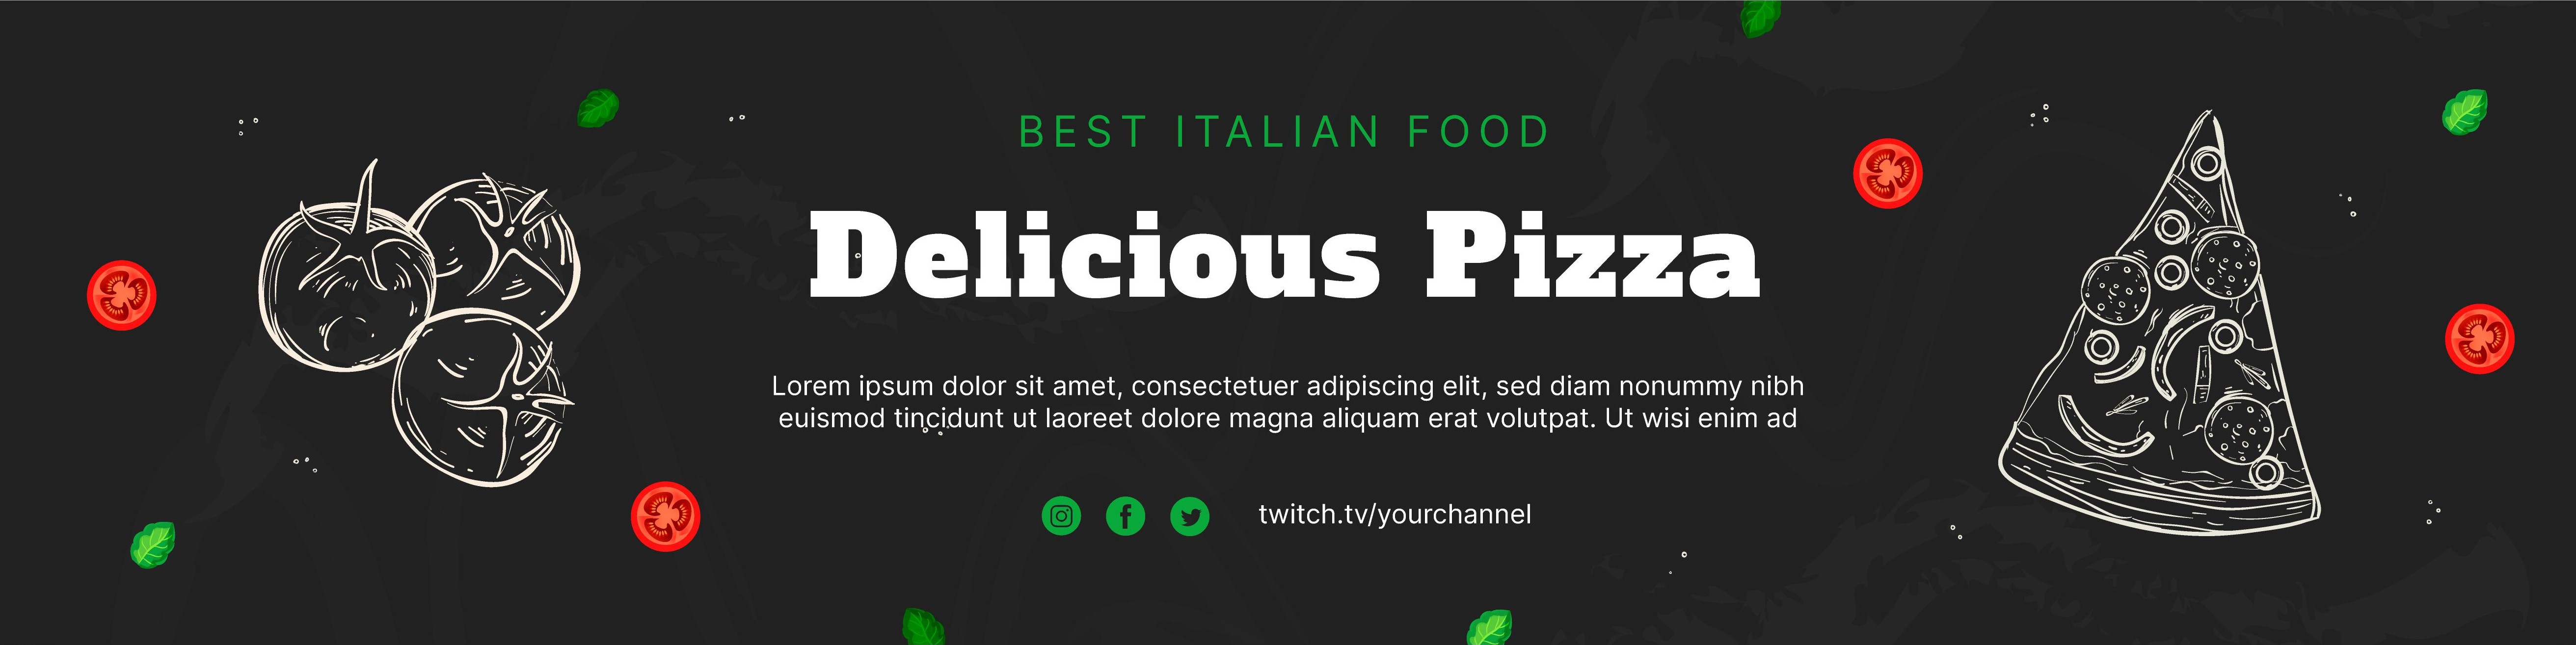 BEST ITALIAN FOOD
Delicious Pizza
Lorem ipsum dolor sit amet, consectetuer adipiscing elit, sed diam nonummy nibh
euismod tincidunt ut laoreet dolore magna aliquam erat volutpat. Ut wisi enim ad
twitch.tv/yourchannel